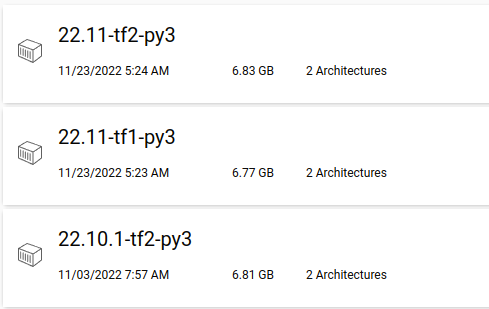 22.11-tf2-py3
11/23/2022 5:24 AM 6.83 GB 2 Architectures
22.11-tf1-py3
11/23/2022 5:23 AM 6.77 GB 2 Architectures
22.10.1-tf2-py3
11/03/2022 7:57 AM 6.81 GB 2 Architectures